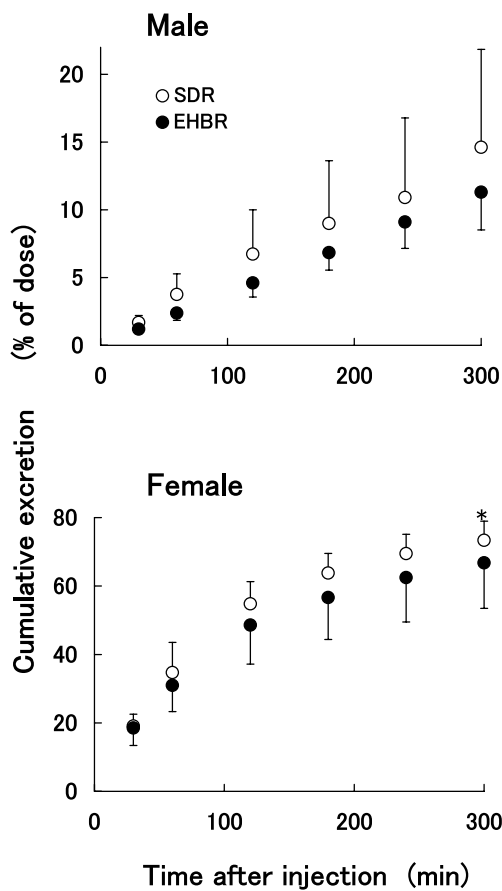 Male
20
15
10
5
0
○ SDR
● EHBR
0 100 200 300
Cumulative excretion (% of dose)
Female
80
60
40
20
0
*
0 100 200 300
Time after injection (min)